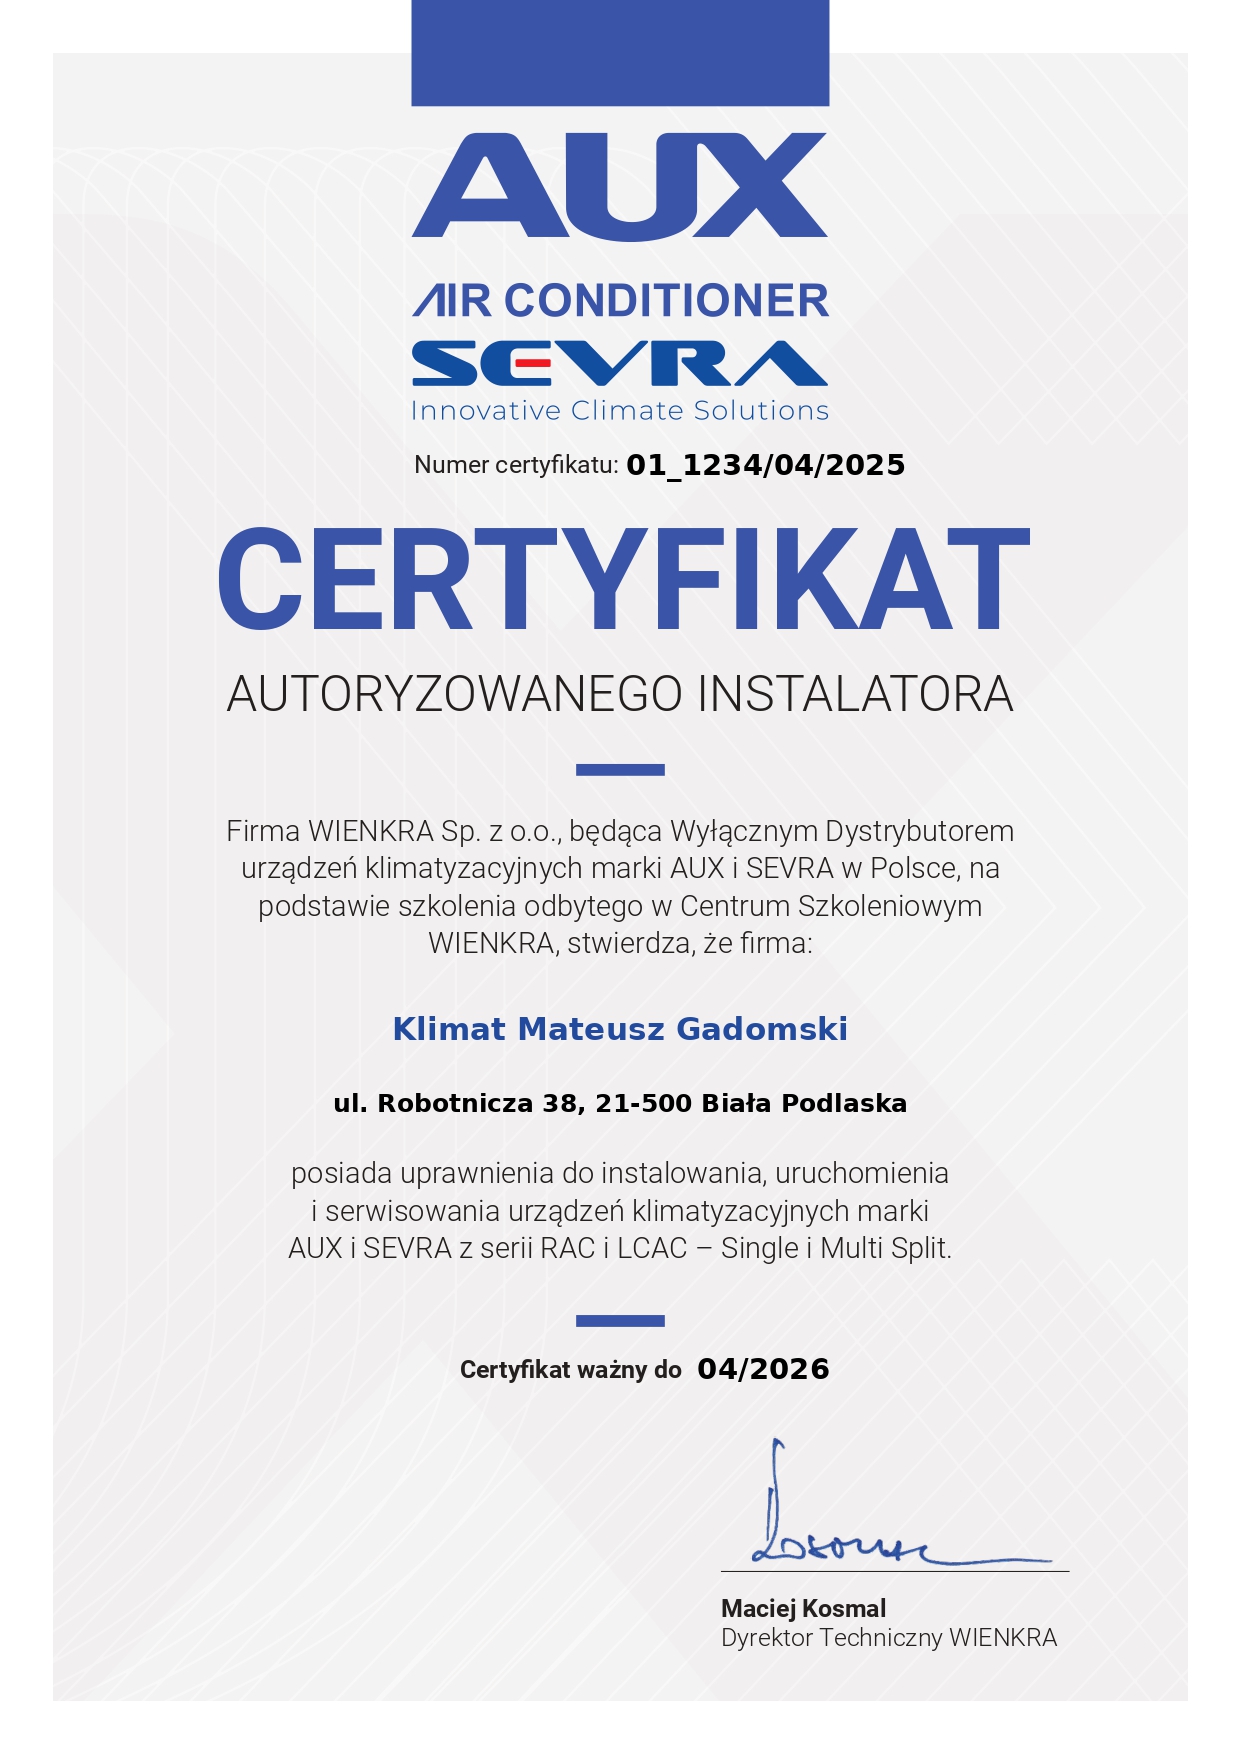 AUX
AIR CONDITIONER
SEVRA
Innovative Climate Solutions
Numer certyfikatu: 01_1234/04/2025
CERTYFIKAT
AUTORYZOWANEGO INSTALATORA
Firma WIENKRA Sp. z o.o., będąca Wyłącznym Dystrybutorem
urządzeń klimatyzacyjnych marki AUX i SEVRA w Polsce, na
podstawie szkolenia odbytego w Centrum Szkoleniowym
WIENKRA, stwierdza, że firma:
Klimat Mateusz Gadomski
ul. Robotnicza 38, 21-500 Biała Podlaska
posiada uprawnienia do instalowania, uruchomienia
i serwisowania urządzeń klimatyzacyjnych marki
AUX i SEVRA z serii RAC i LCAC – Single i Multi Split.
Certyfikat ważny do 04/2026
Maciej Kosmal
Dyrektor Techniczny WIENKRA